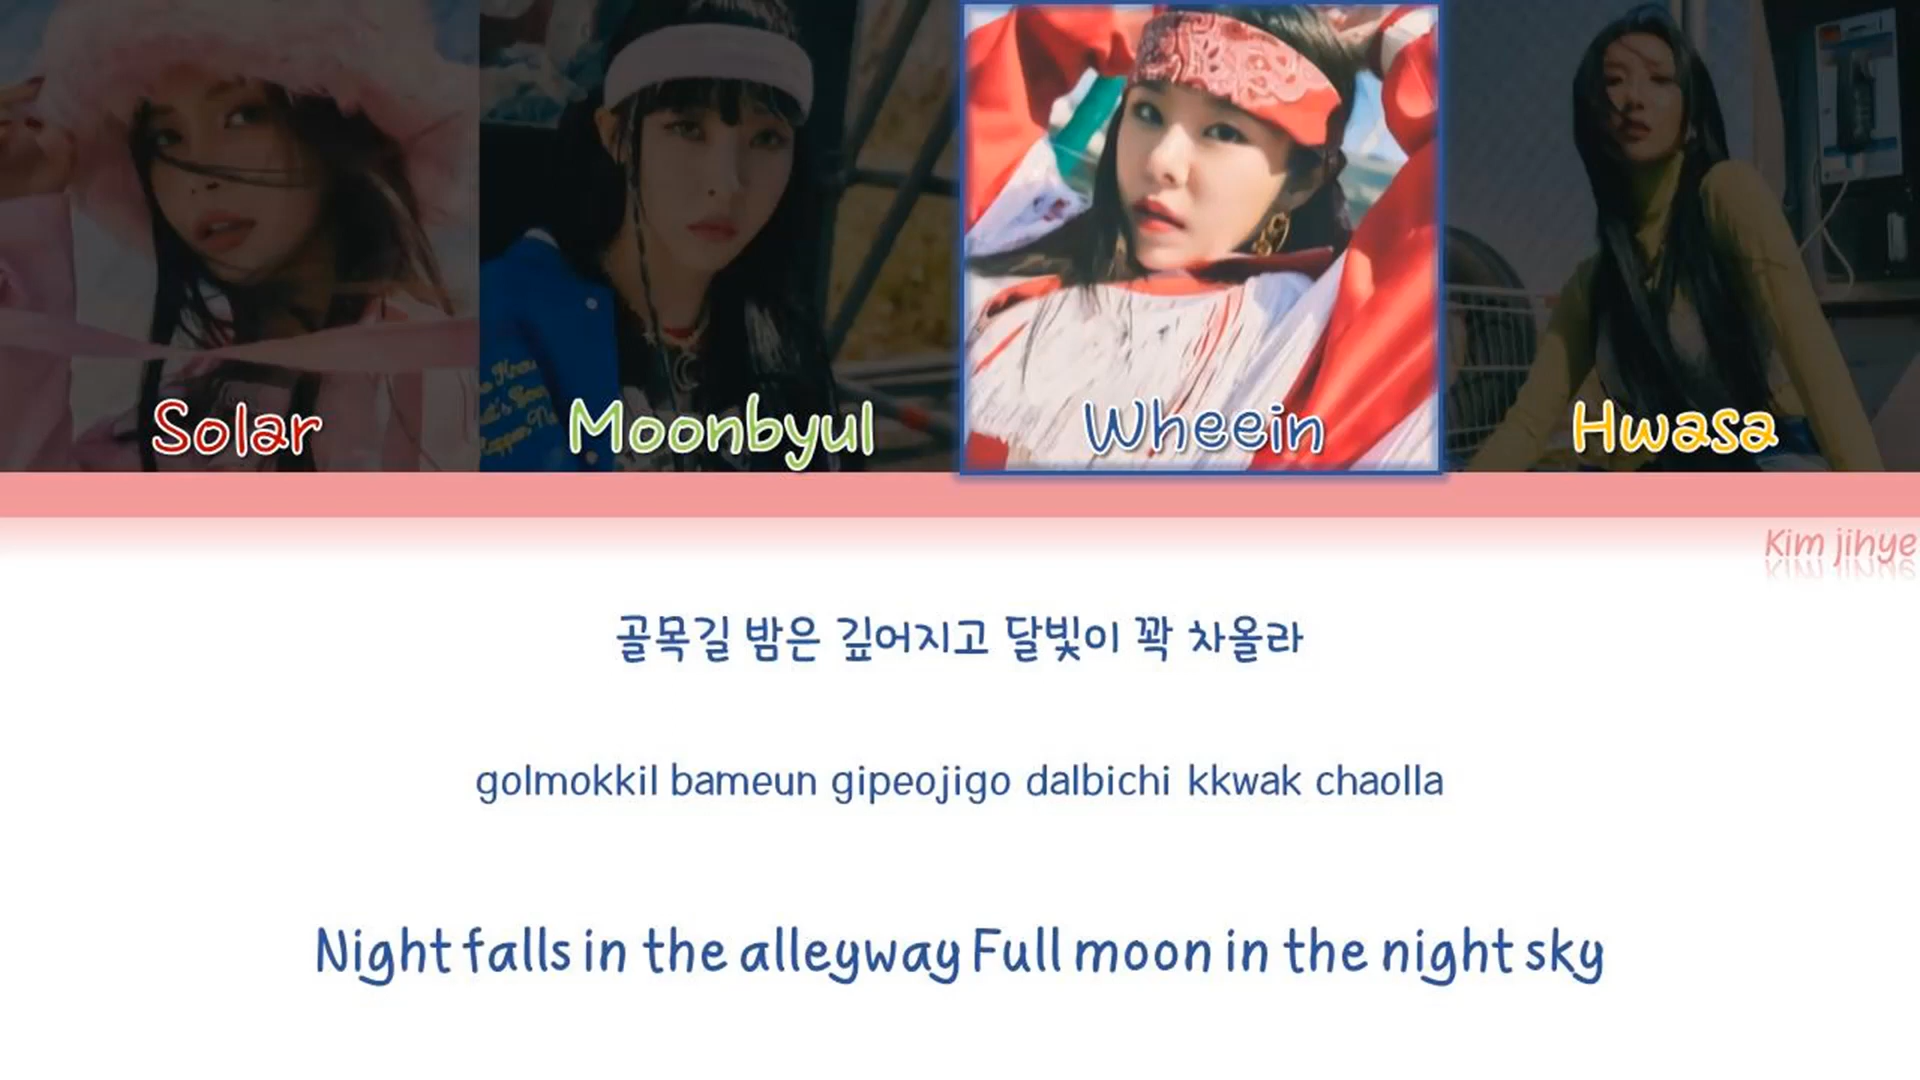 Solar
Moonbyul
Wheein
Hwasa
Kim jihye
골목길 밤은 깊어지고 달빛이 꽉 차올라
golmokkil bameun gipeojigo dalbichi kkwak chaolla
Night falls in the alleyway Full moon in the night sky